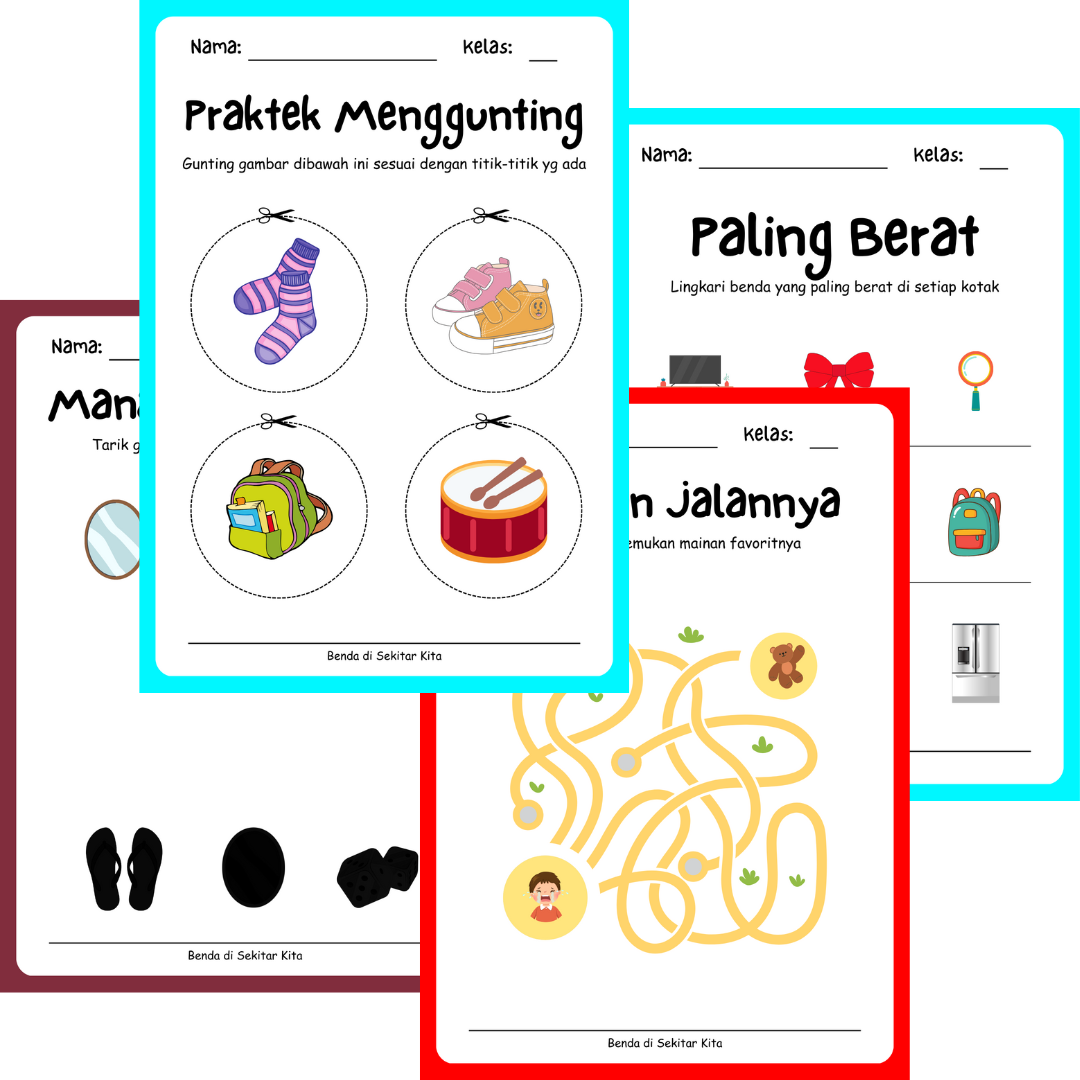 Nama:
Kelas:
Praktek Menggunting
Gunting gambar dibawah ini sesuai dengan titik-titik yg ada
Benda di Sekitar Kita
Nama:
Kelas:
Paling Berat
Lingkari benda yang paling berat di setiap kotak
Nama:
Tarik
Benda di Sekitar Kita
Kelas:
Jalannya
mainan favoritnya
Benda di Sekitar Kita